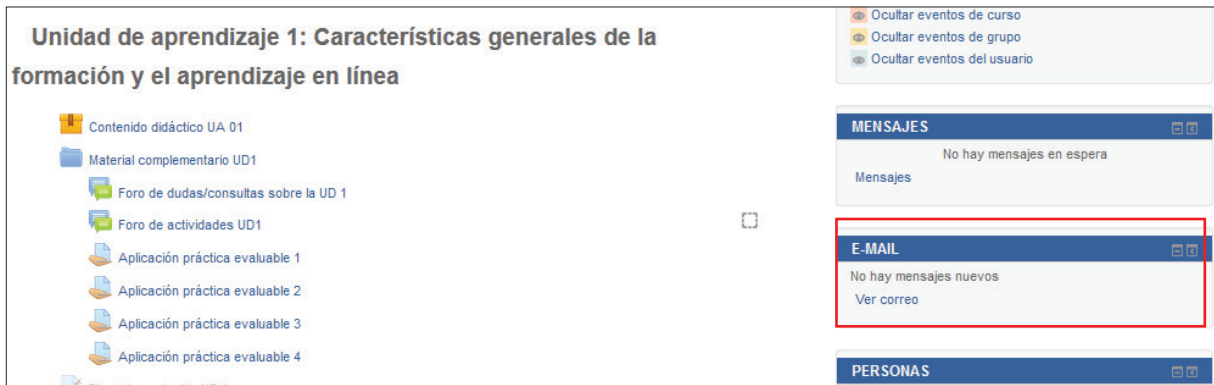 Unidad de aprendizaje 1: Características generales de la
formación y el aprendizaje en línea
Contenido didáctico UA 01
Material complementario UD1
Foro de dudas/consultas sobre la UD 1
Foro de actividades UD1
Aplicación práctica evaluable 1
Aplicación práctica evaluable 2
Aplicación práctica evaluable 3
Aplicación práctica evaluable 4
Ocultar eventos de curso
Ocultar eventos de grupo
Ocultar eventos del usuario
MENSAJES
No hay mensajes en espera
Mensajes
E-MAIL
No hay mensajes nuevos
Ver correo
PERSONAS